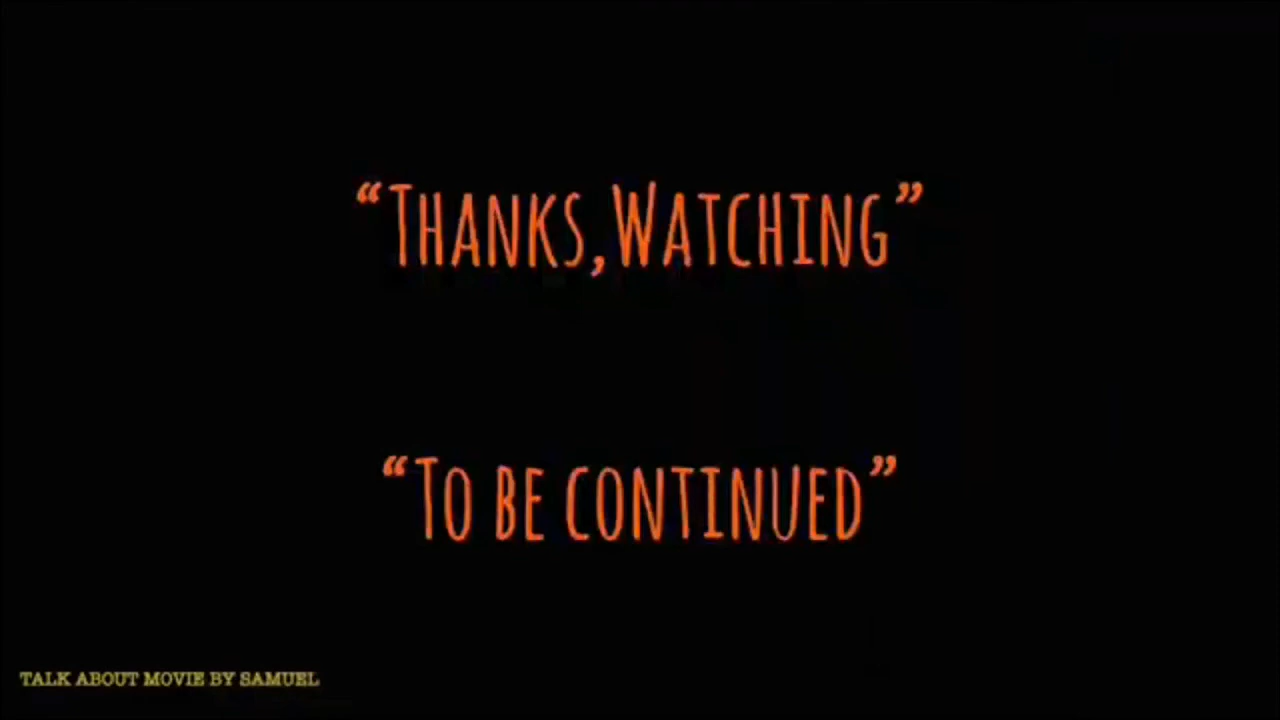 “THANKS,WATCHING”
“TO BE CONTINUED”
TALK ABOUT MOVIE BY SAMUEL